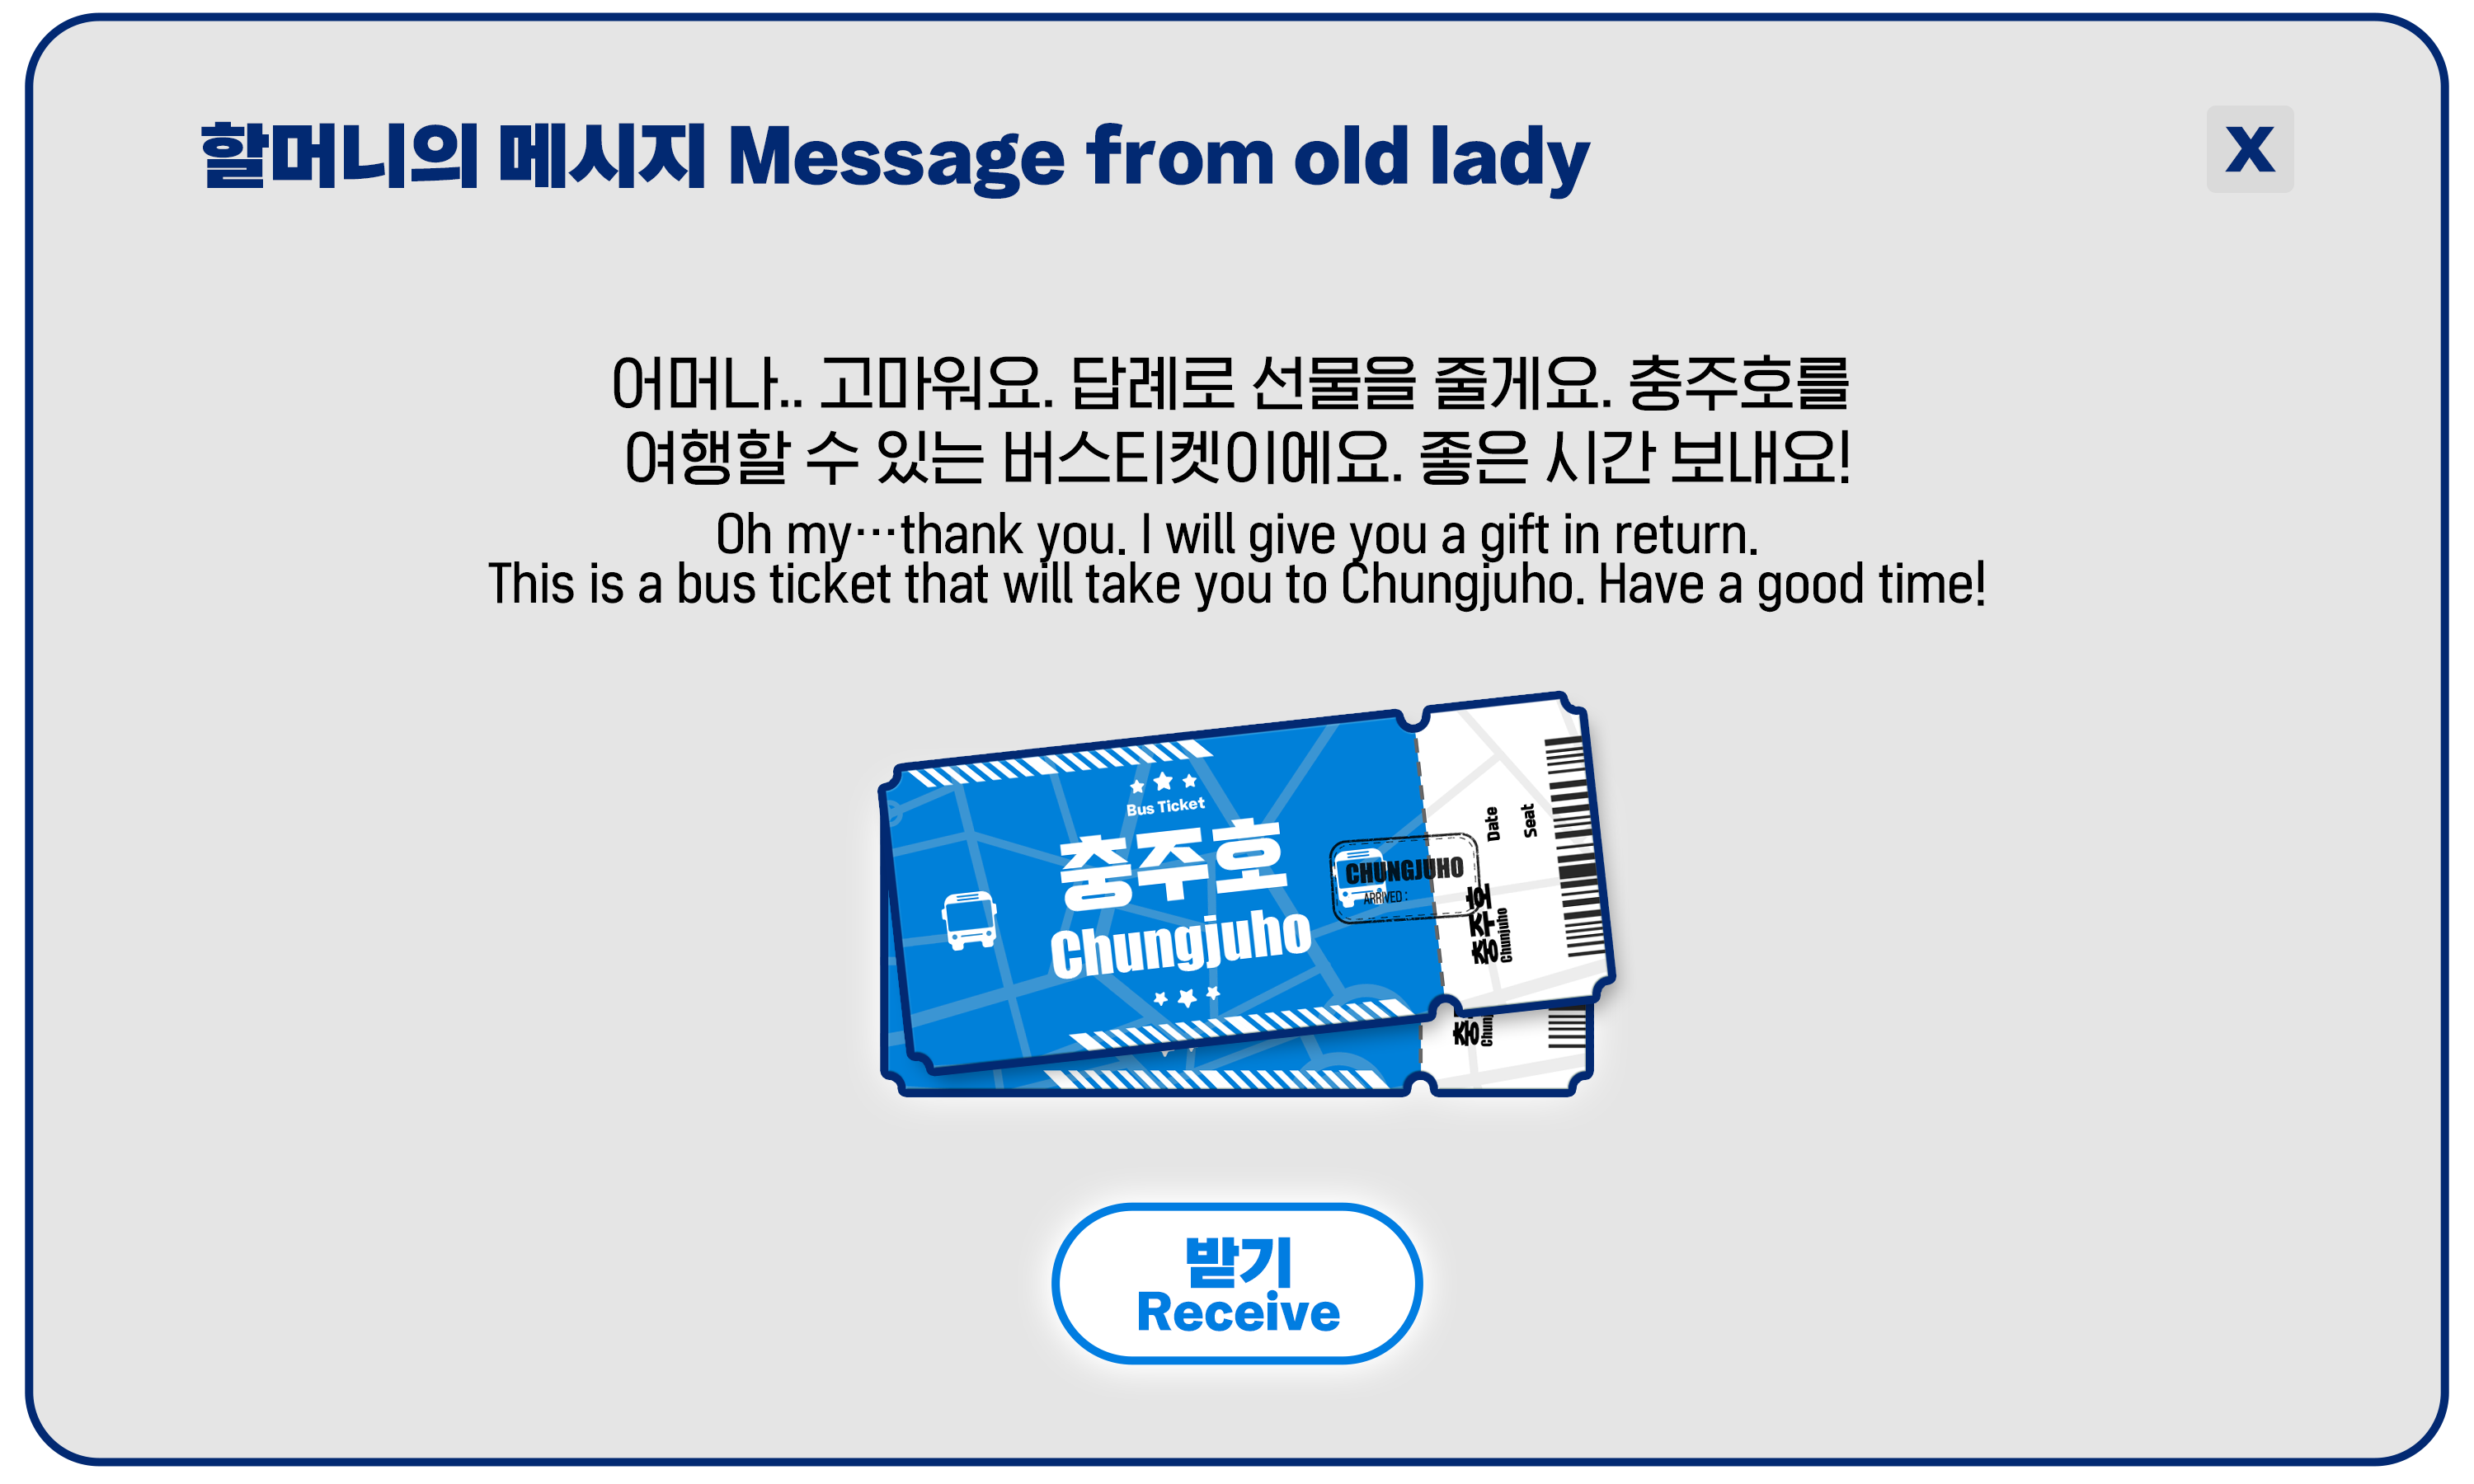 할머니의 메시지 Message from old lady
X
어머나.. 고마워요. 답례로 선물을 줄게요. 충주호를
여행할 수 있는 버스티켓이에요. 좋은 시간 보내요!
Oh my…thank you. I will give you a gift in return.
This is a bus ticket that will take you to Chungjuho. Have a good time!
Bus Ticket
충주호
Chungjuho
CHUNGJUHO
ARRIVED :
Date
Seat
충주호
Chunjuho
받기
Receive